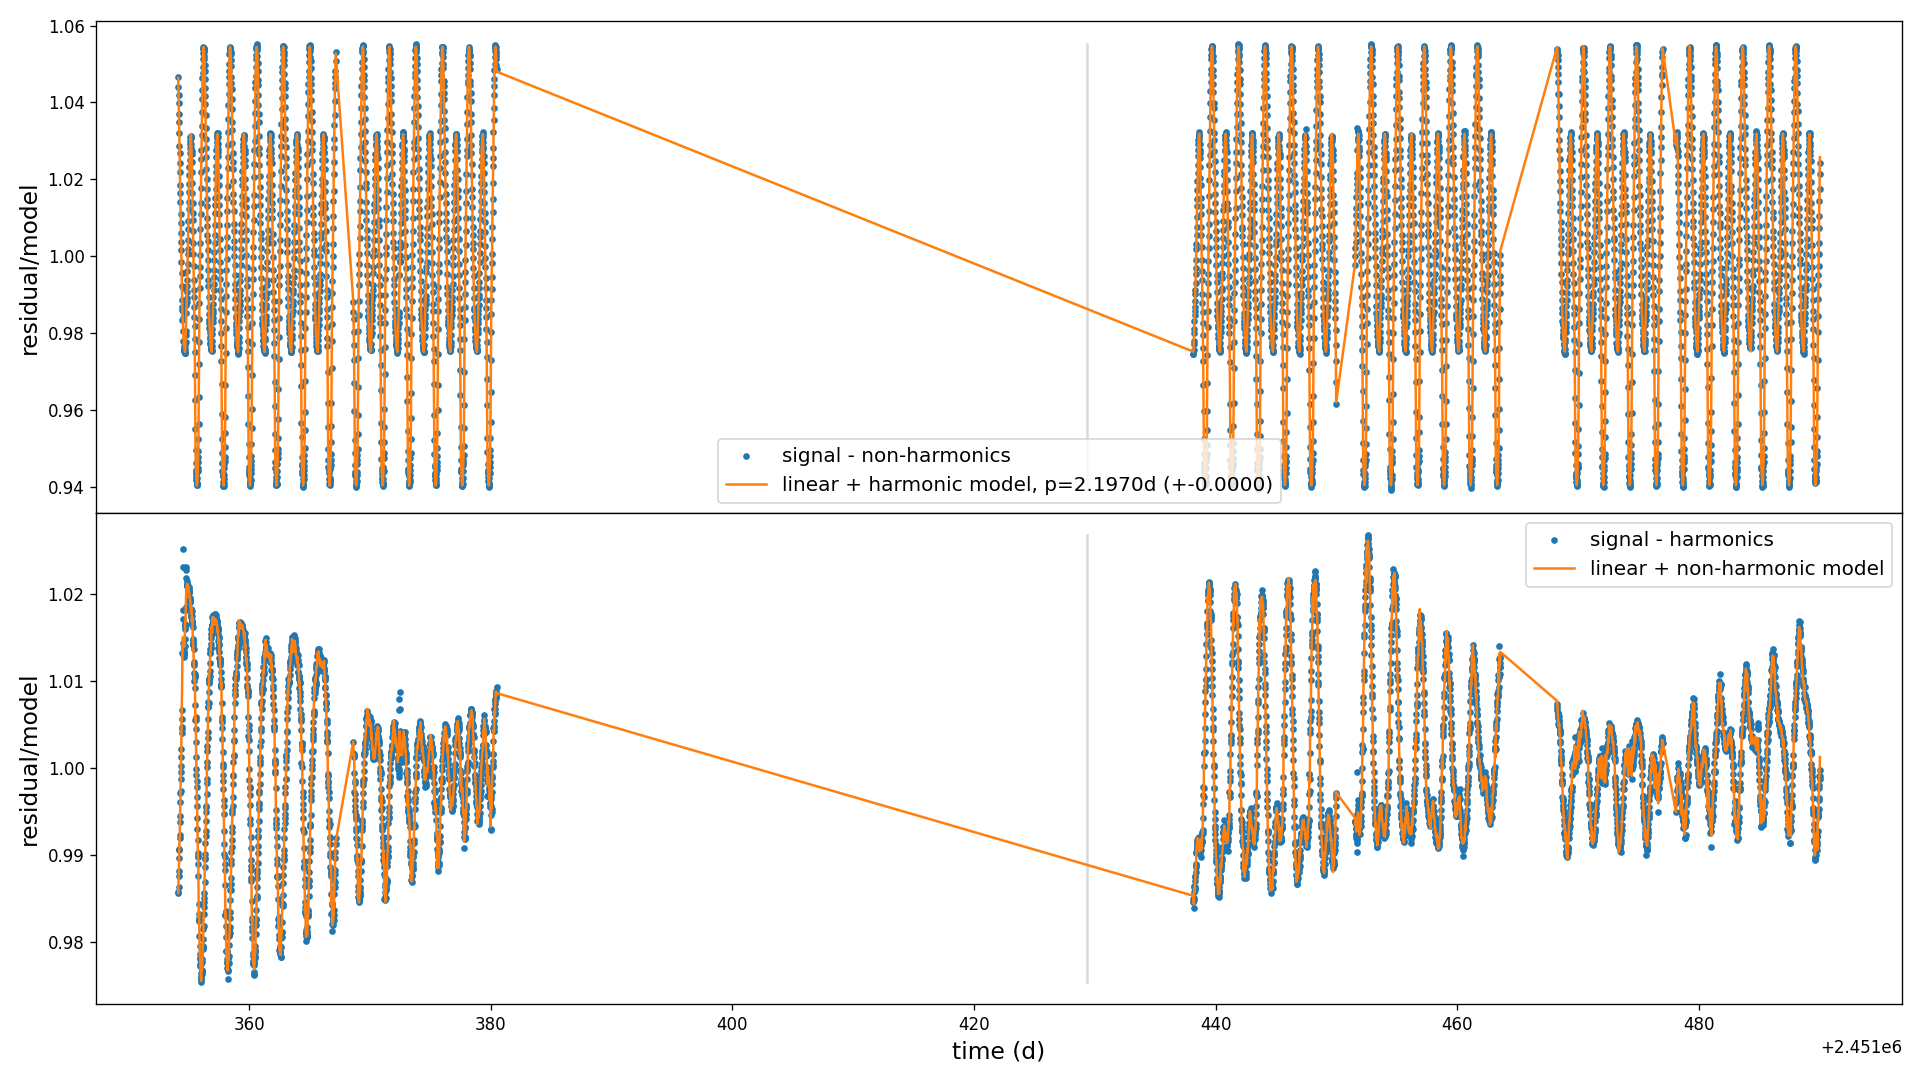 1.06
1.04
1.02
1.00
0.98
0.96
0.94
residual/model
signal - non-harmonics
linear + harmonic model, p=2.1970d (+-0.0000)
signal - harmonics
linear + non-harmonic model
1.02
1.01
1.00
0.99
0.98
residual/model
360 380 400 420 440 460 480
time (d)
+2.451e6